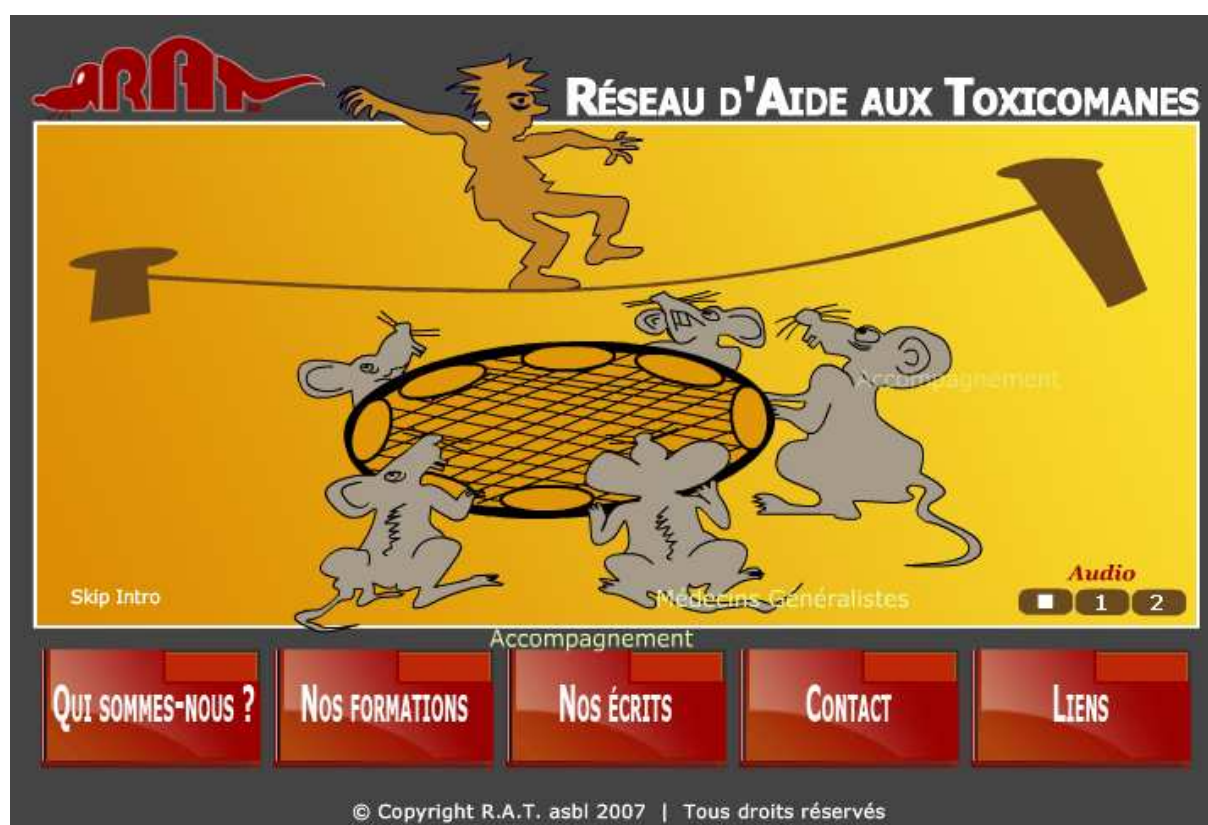 R.A.T.
RÉSEAU D'AIDE AUX TOXICOMANES
Accompagnement
Skip Intro
Médecins Généralistes
Audio
1 2
Accompagnement
QUI SOMMES-NOUS ?
NOS FORMATIONS
NOS ÉCRITS
CONTACT
LIENS
© Copyright R.A.T. asbl 2007 | Tous droits réservés